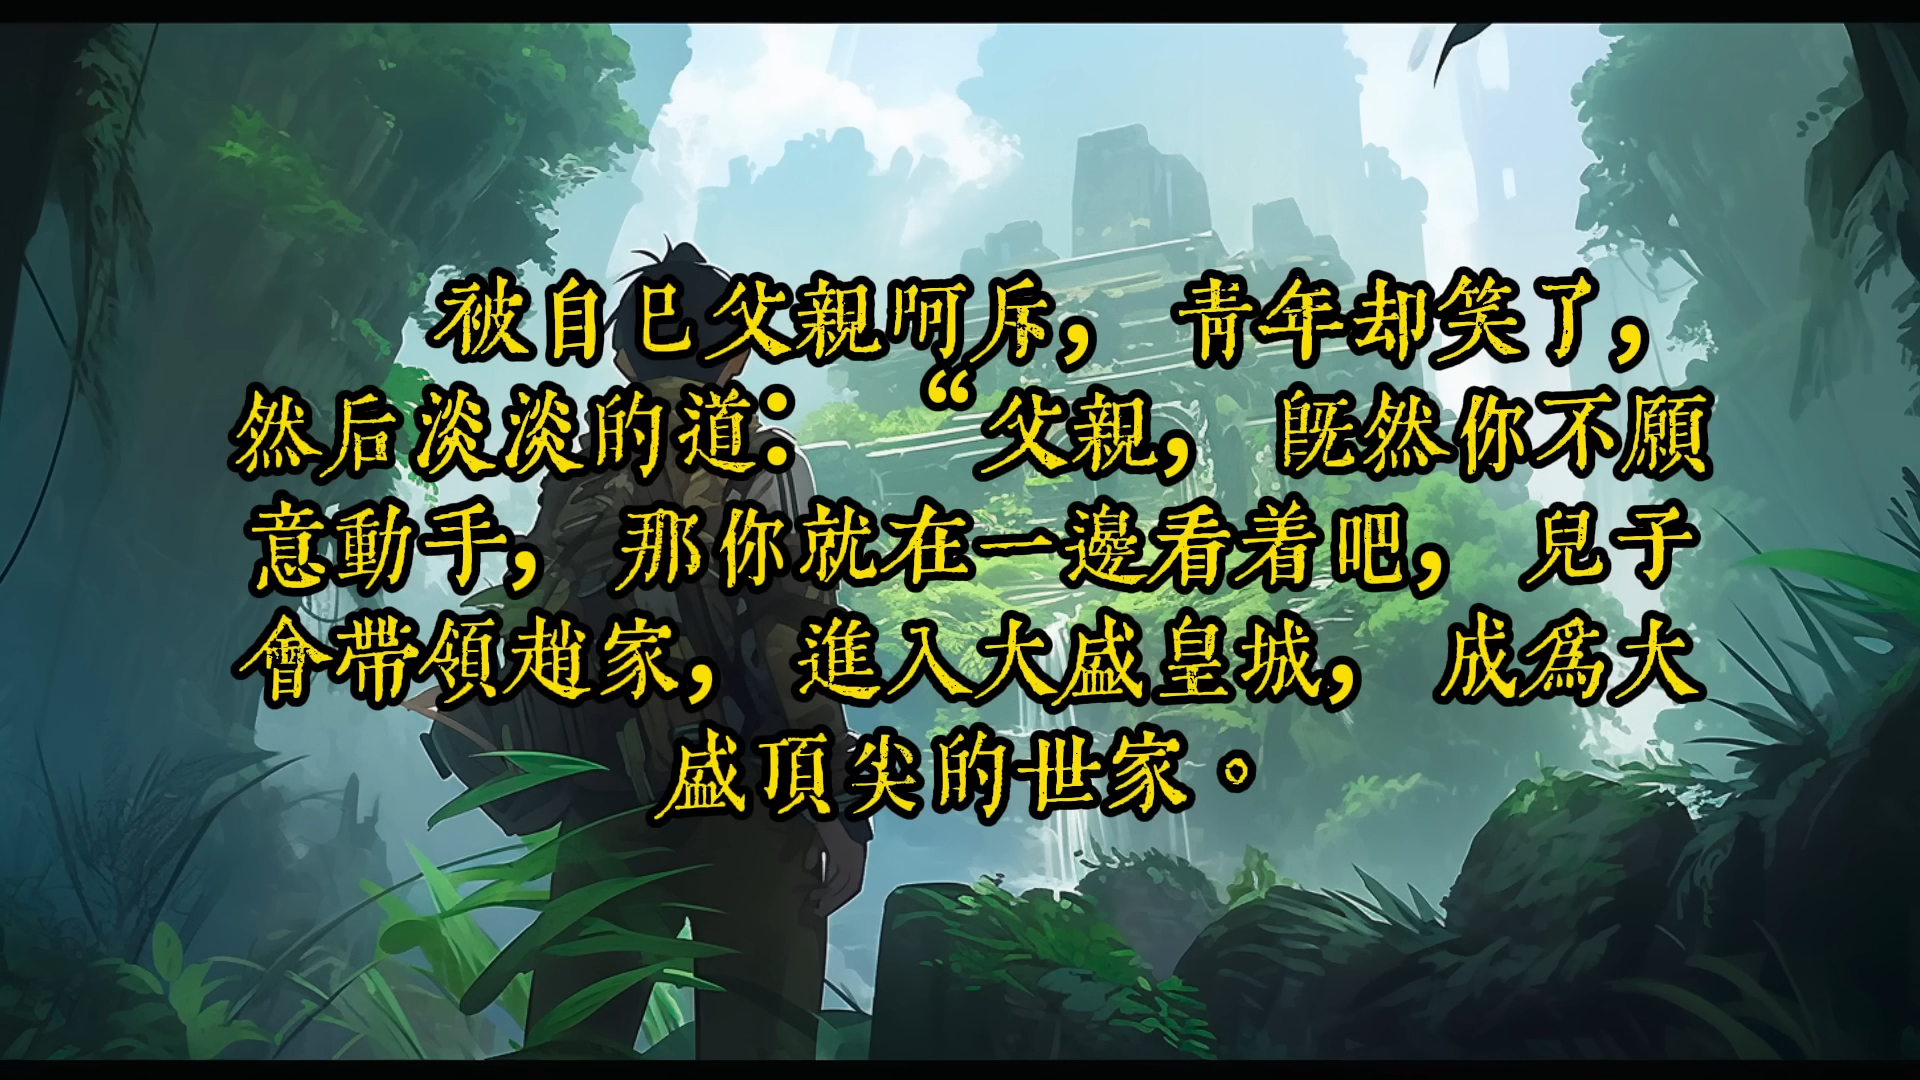 被自已父親呵斥，青年却笑了，
然后淡淡的道：“父親，既然你不願
意動手，那你就在一邊看着吧，兒子
會帶領趙家，進入大盛皇城，成爲大
盛頂尖的世家。